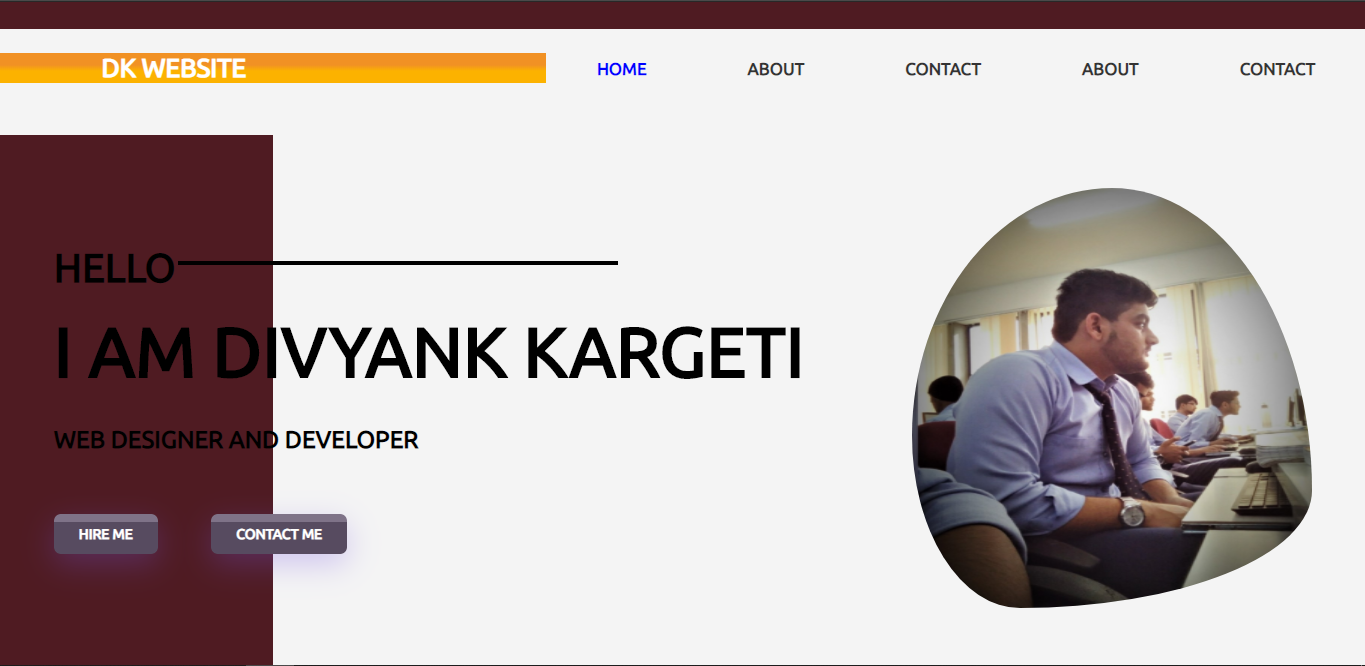 DK WEBSITE
HOME ABOUT CONTACT ABOUT CONTACT
HELLO
I AM DIVYANK KARGETI
WEB DESIGNER AND DEVELOPER
HIRE ME CONTACT ME